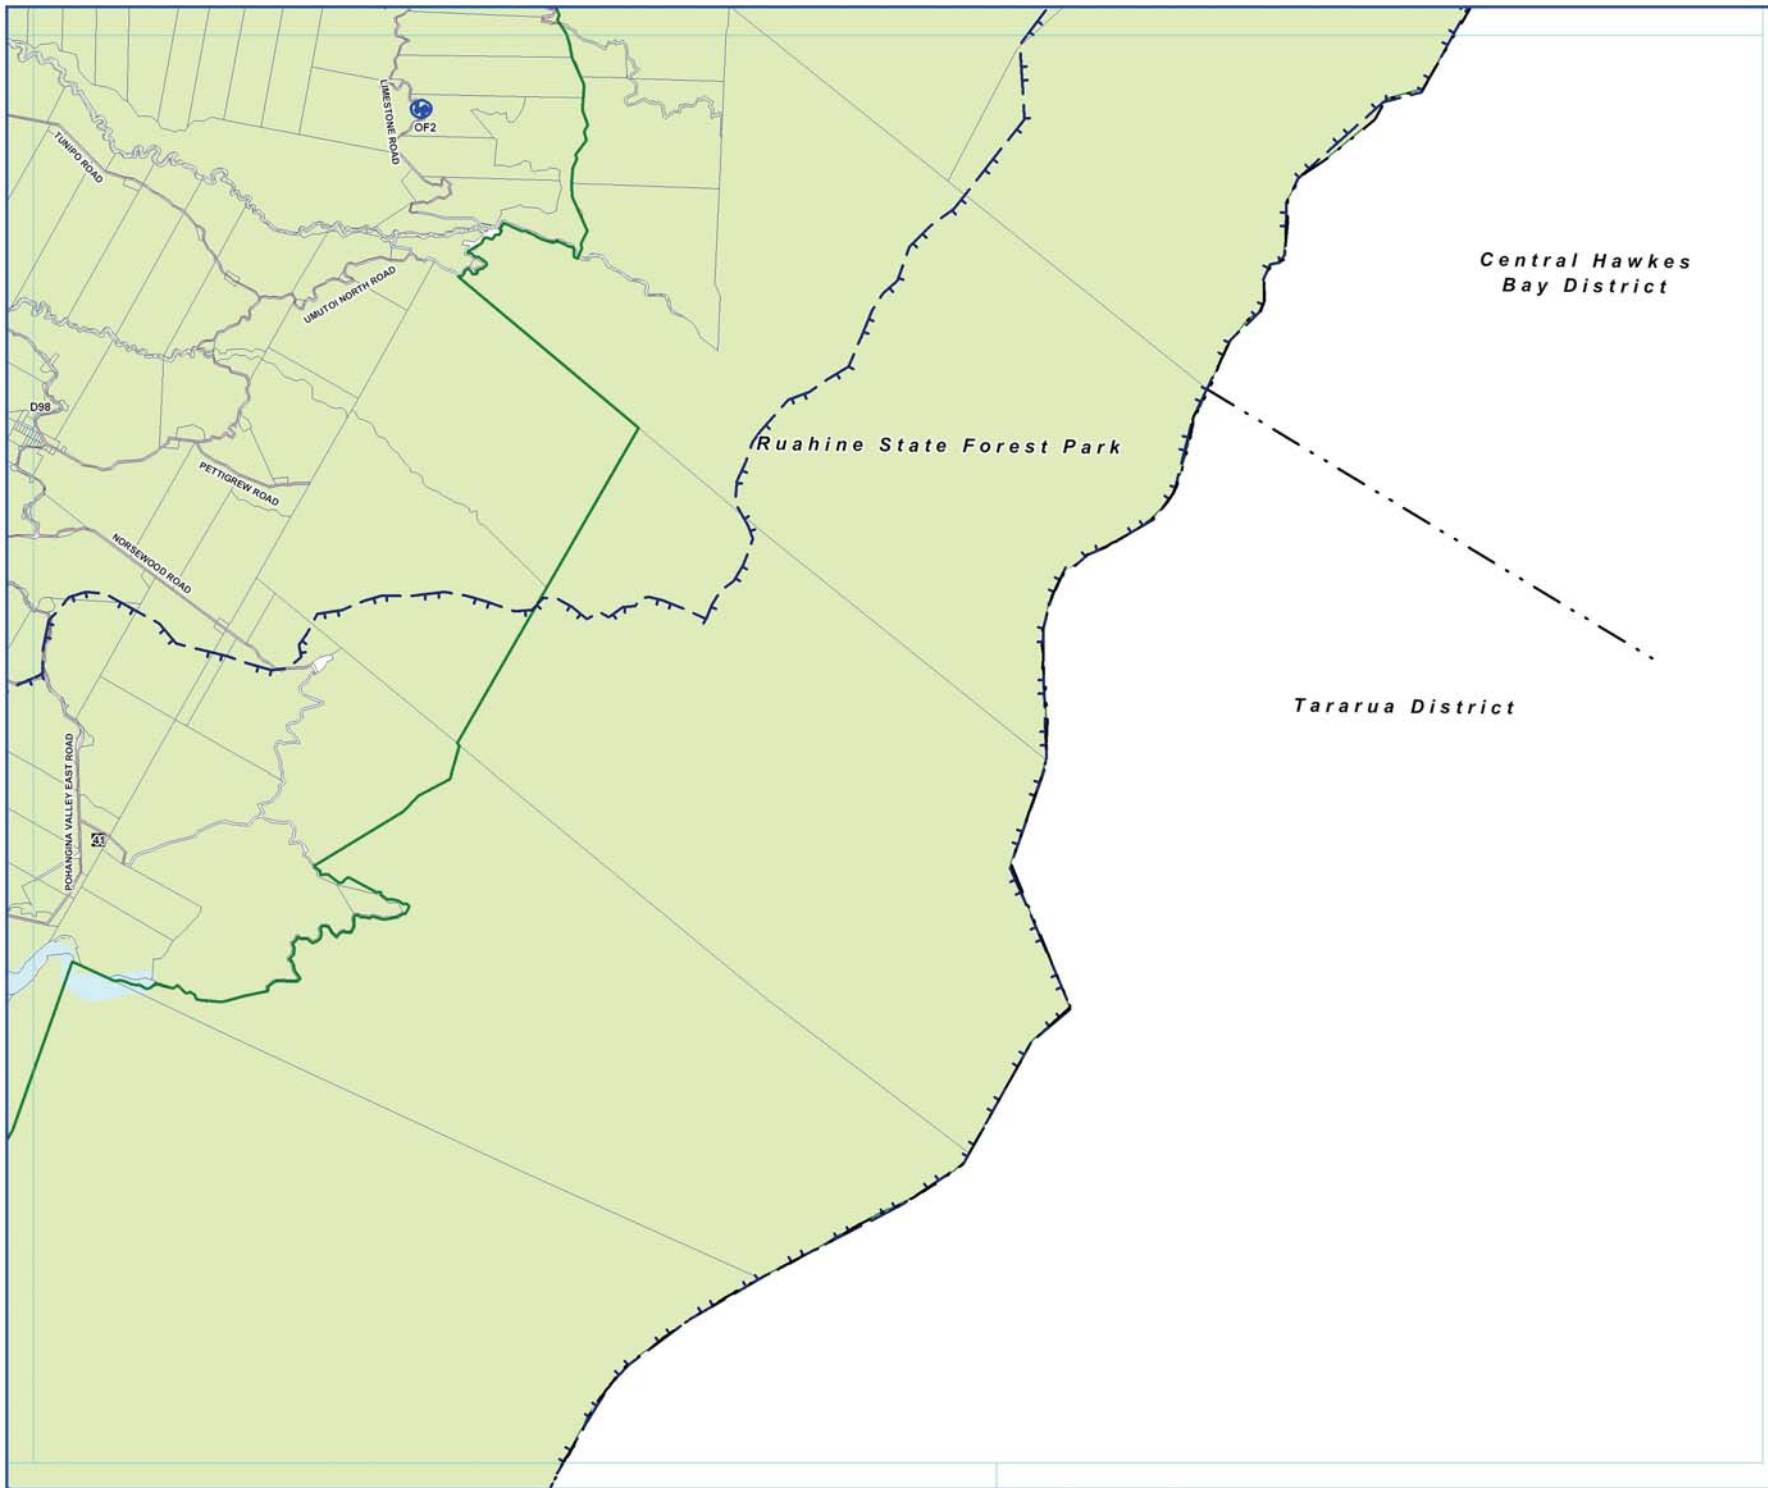 LIMESTONE ROAD
OF2
TUNIPO ROAD
Central Hawkes
Bay District
UMUTOI NORTH ROAD
D98
Ruahine State Forest Park
PETTIGREW ROAD
NORSEWOOD ROAD
Tararua District
POHANGINA VALLEY EAST ROAD